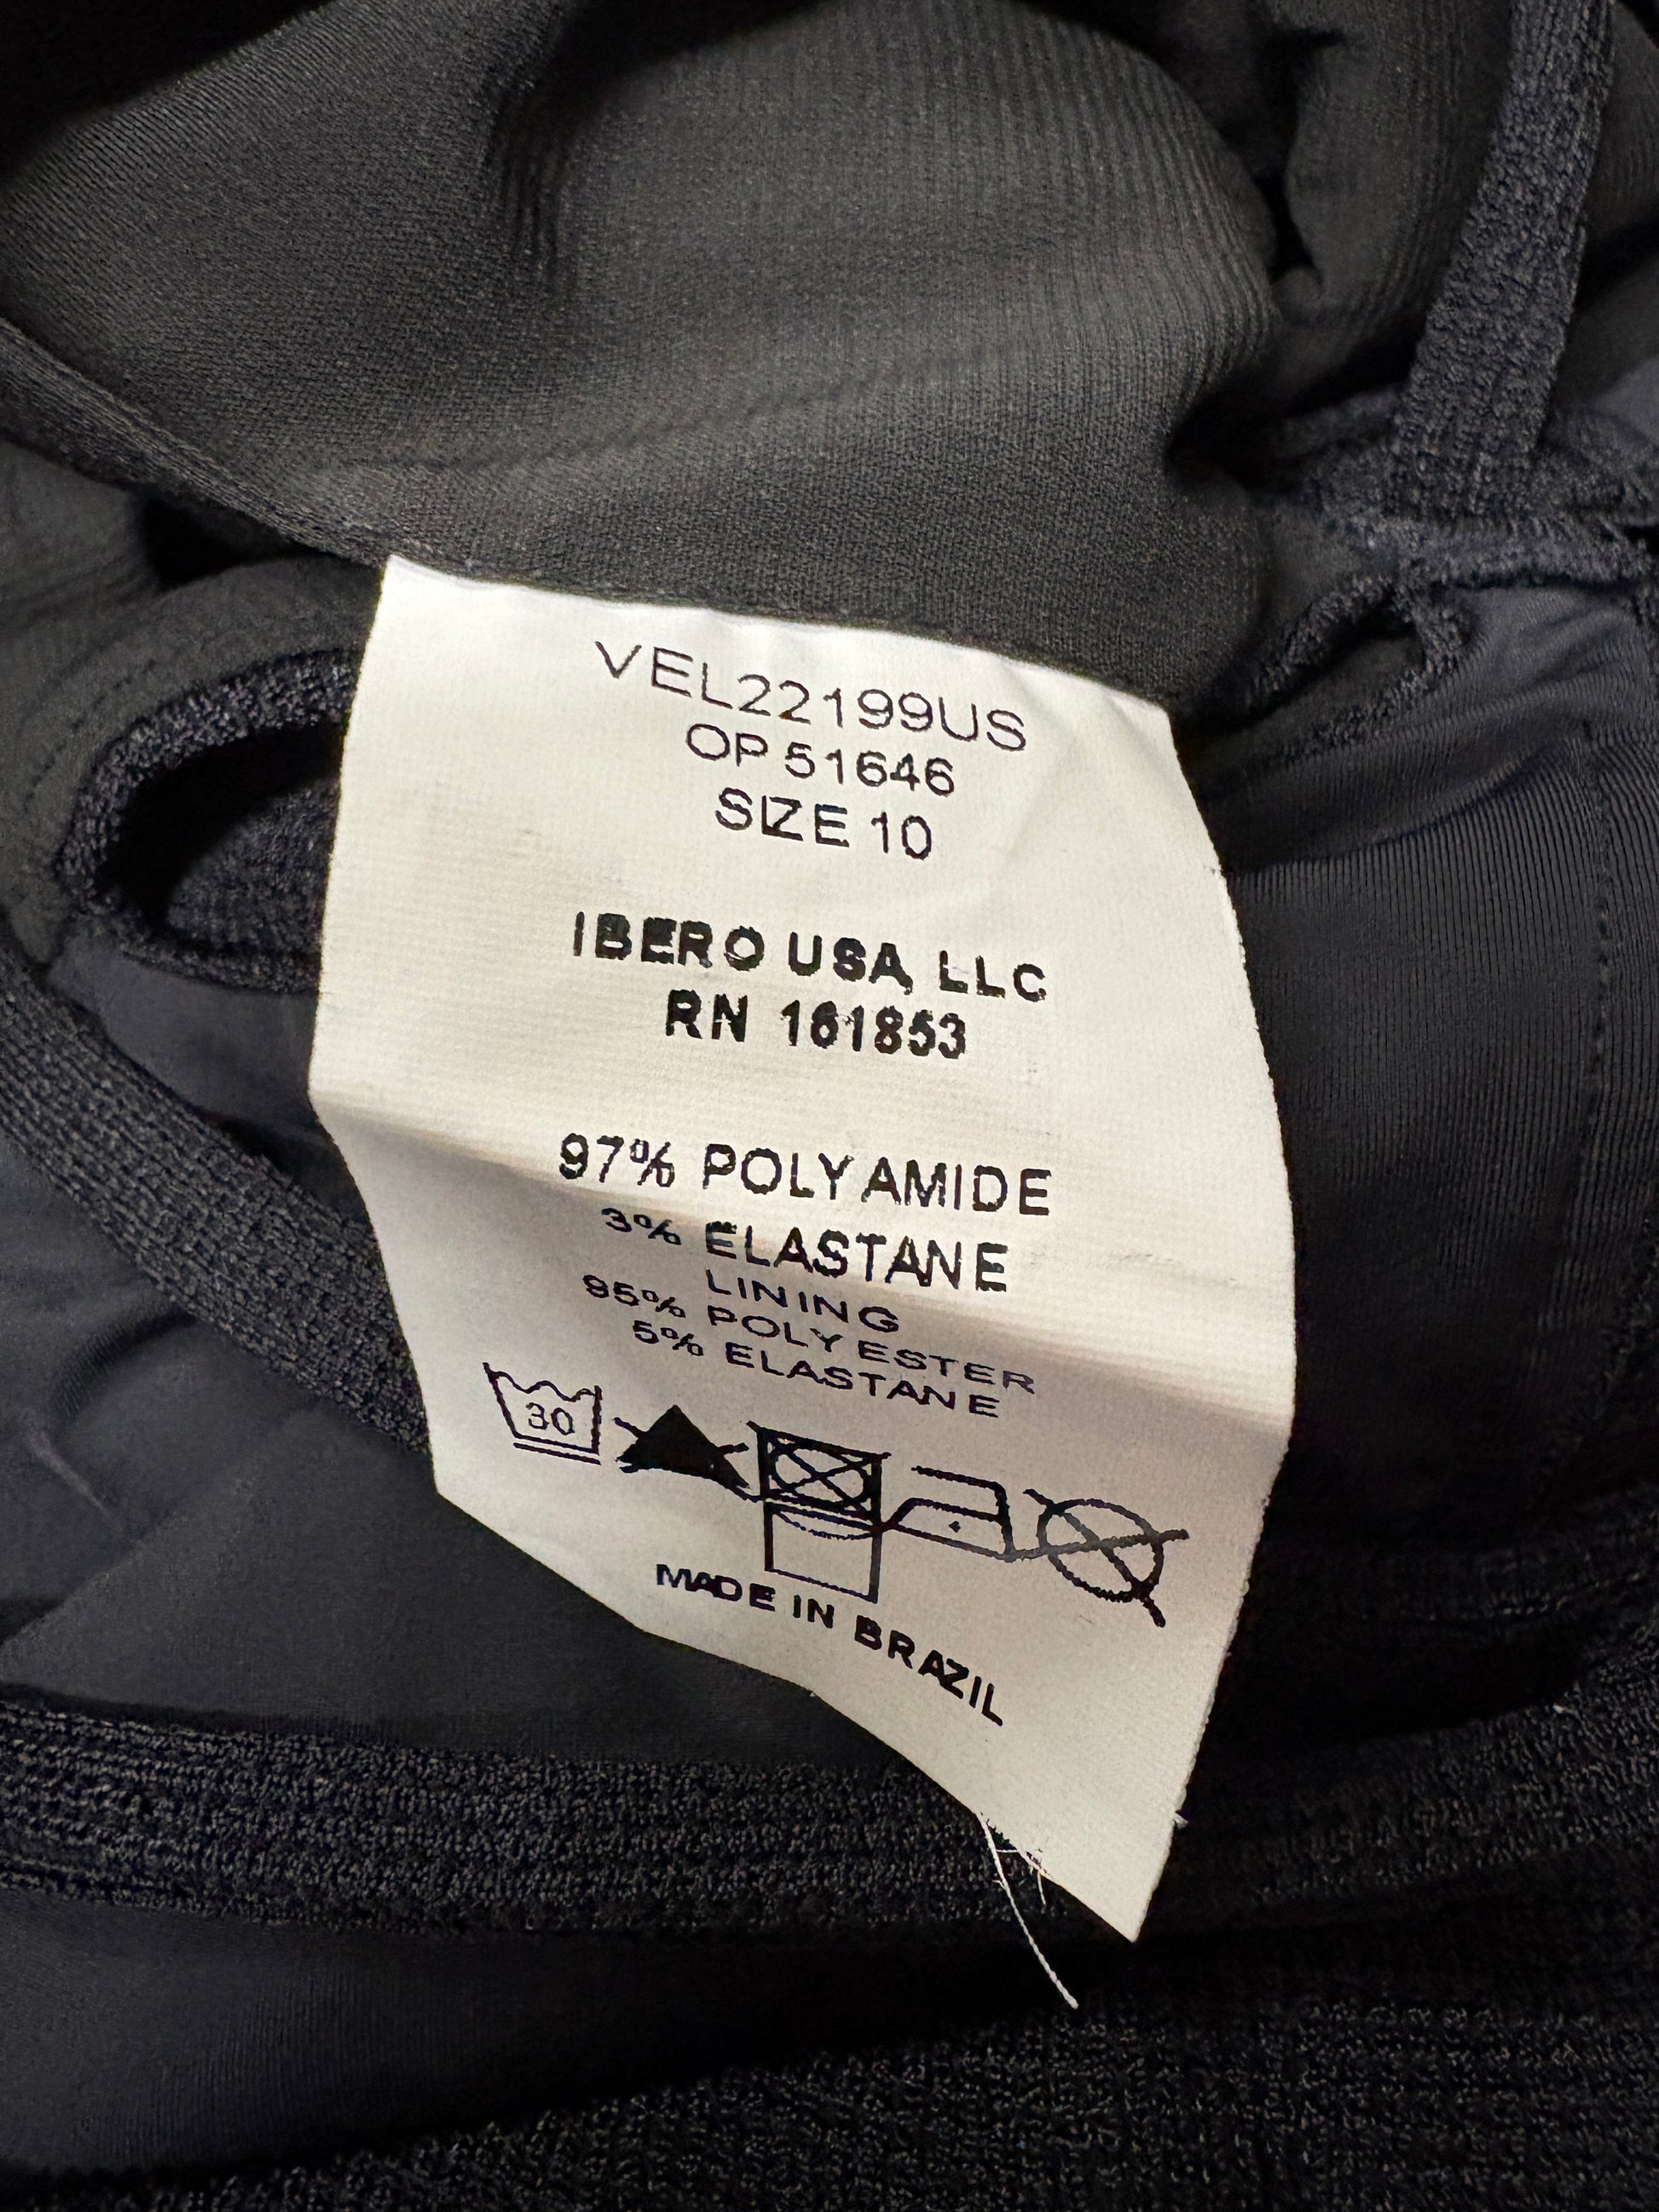 VEL22199US
OP 51646
SIZE 10
IBERO USA, LLC
RN 161853
97% POLYAMIDE
3% ELASTANE
LINING
95% POLYESTER
5% ELASTANE
30
MADE IN BRAZIL